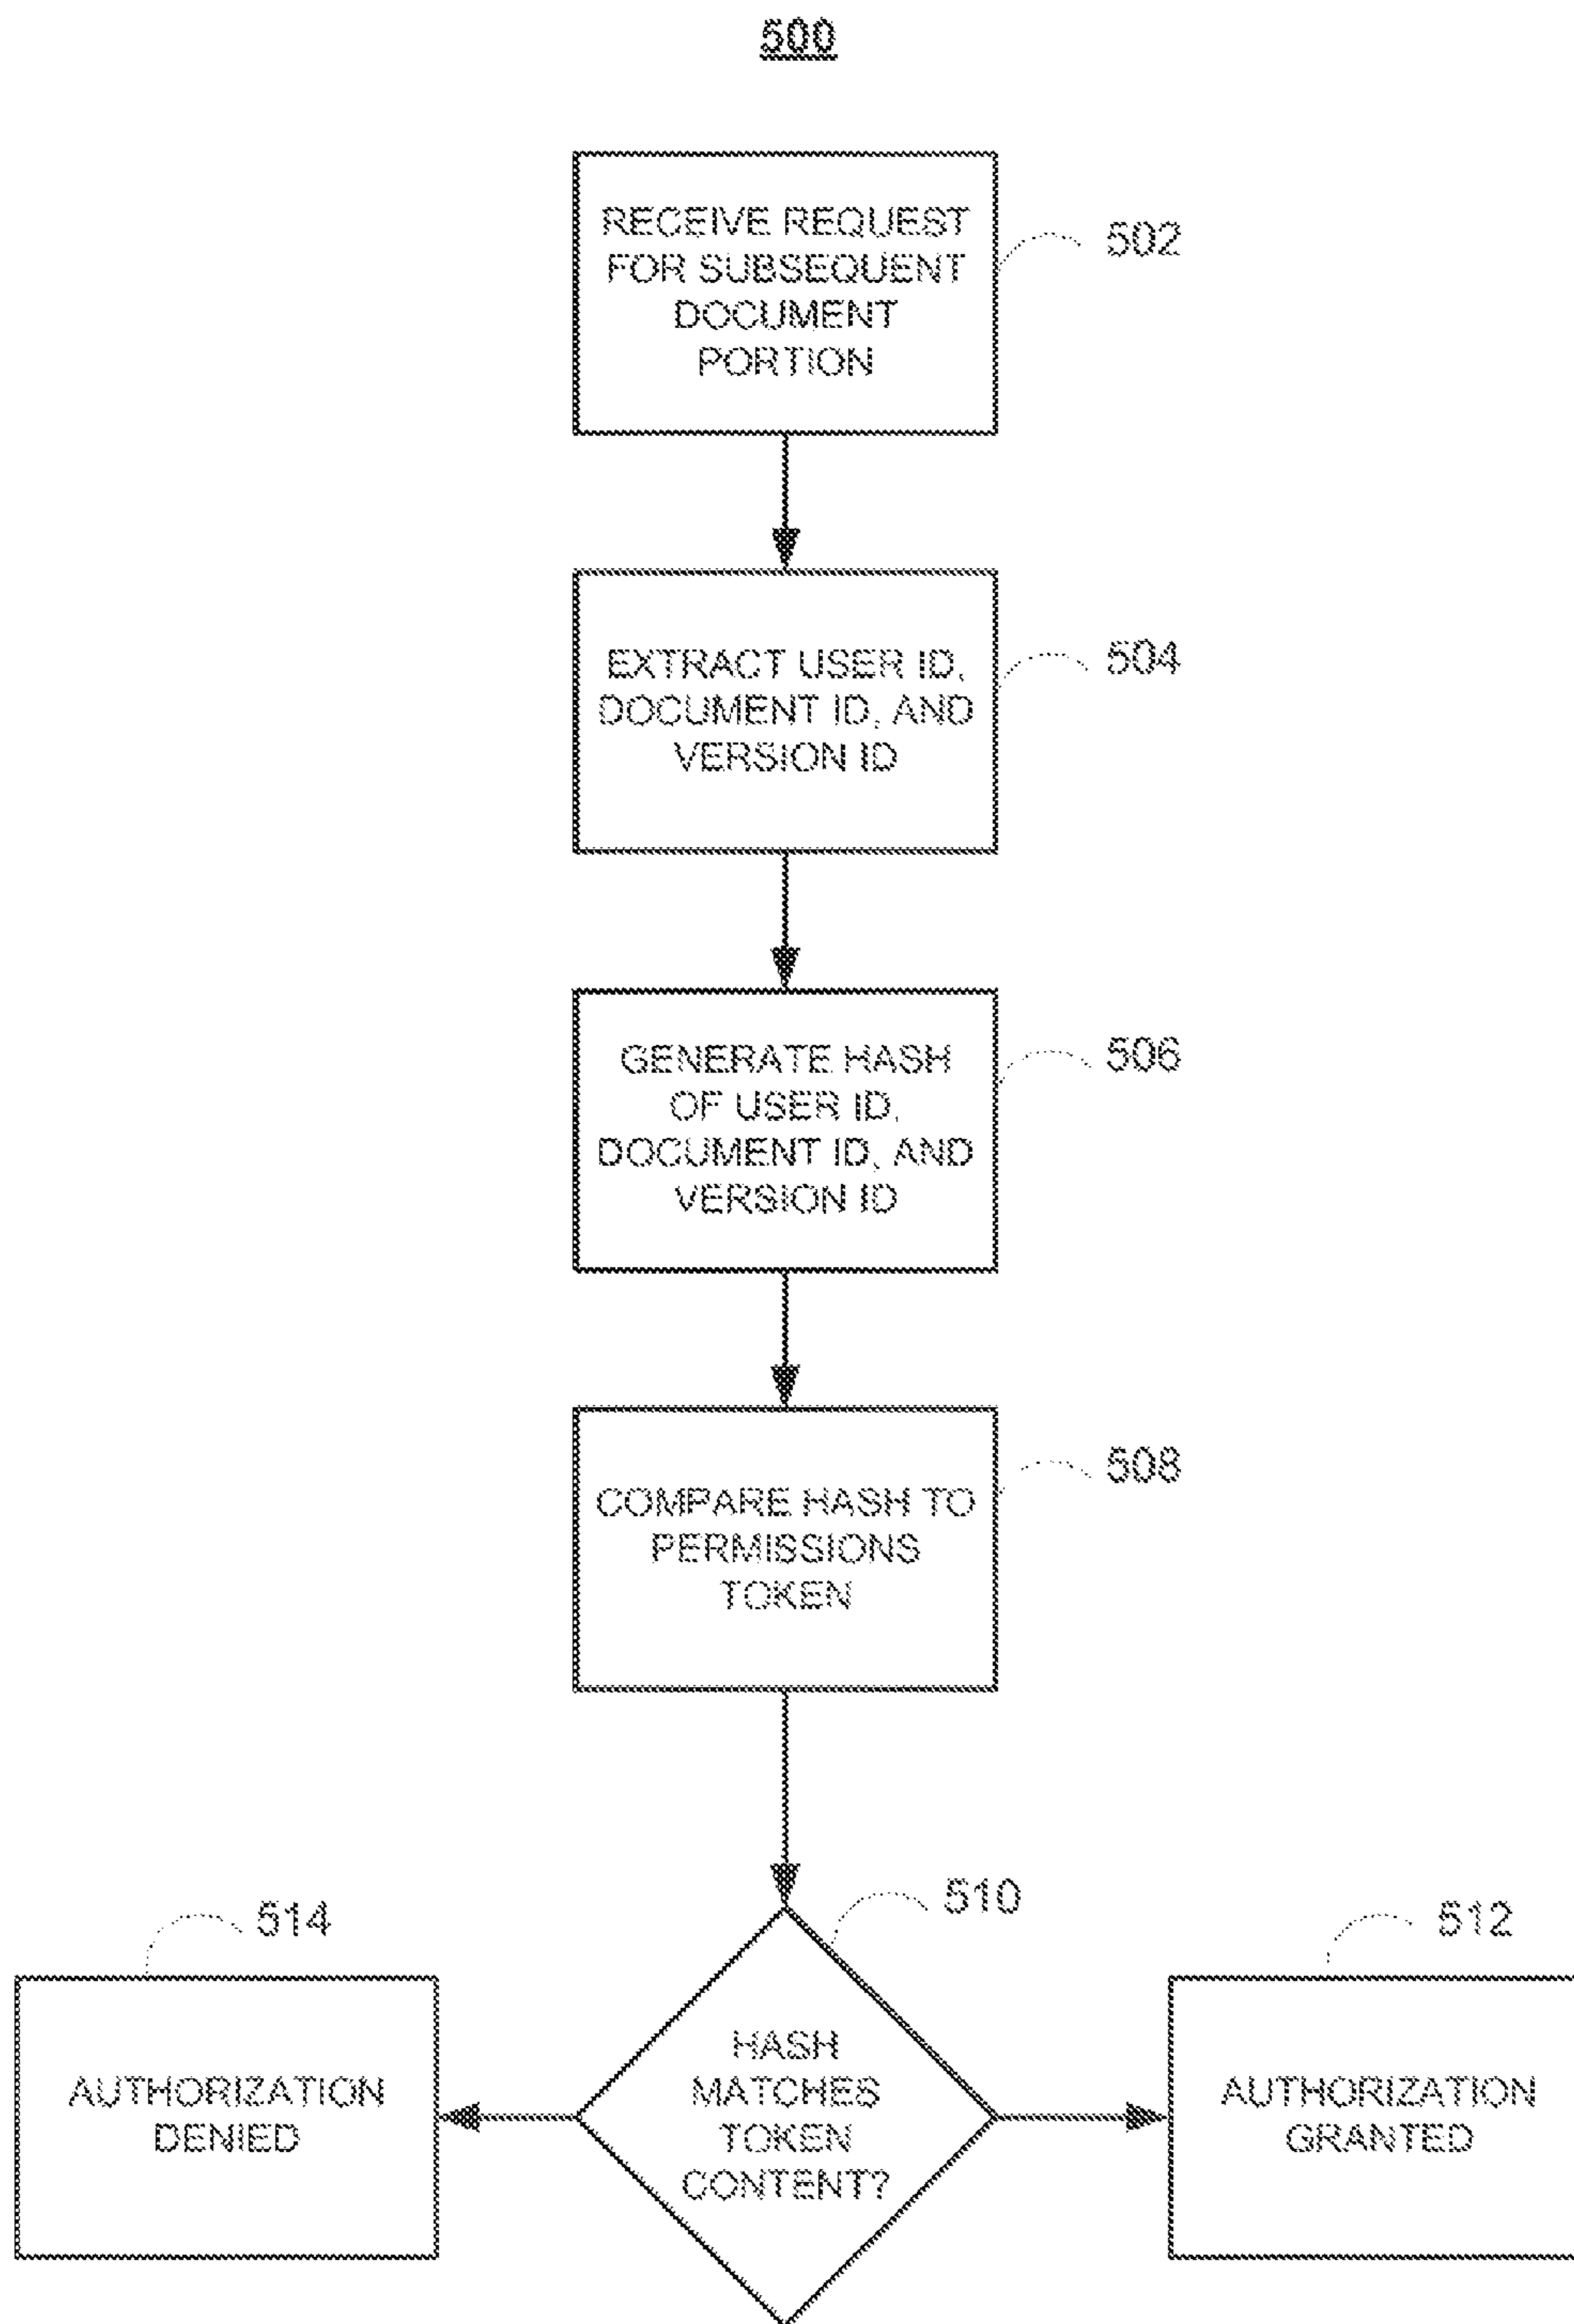 500
RECEIVE REQUEST
FOR SUBSEQUENT
DOCUMENT
PORTION
502
EXTRACT USER ID,
DOCUMENT ID, AND
VERSION ID
504
GENERATE HASH
OF USER ID,
DOCUMENT ID, AND
VERSION ID
506
COMPARE HASH TO
PERMISSIONS
TOKEN
508
510
HASH
MATCHES
TOKEN
CONTENT?
514
AUTHORIZATION
DENIED
512
AUTHORIZATION
GRANTED